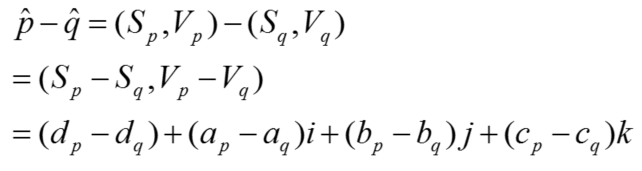 p̂ − q̂ = (S_p, V_p) − (S_q, V_q)
= (S_p − S_q, V_p − V_q)
= (d_p − d_q) + (a_p − a_q)i + (b_p − b_q)j + (c_p − c_q)k